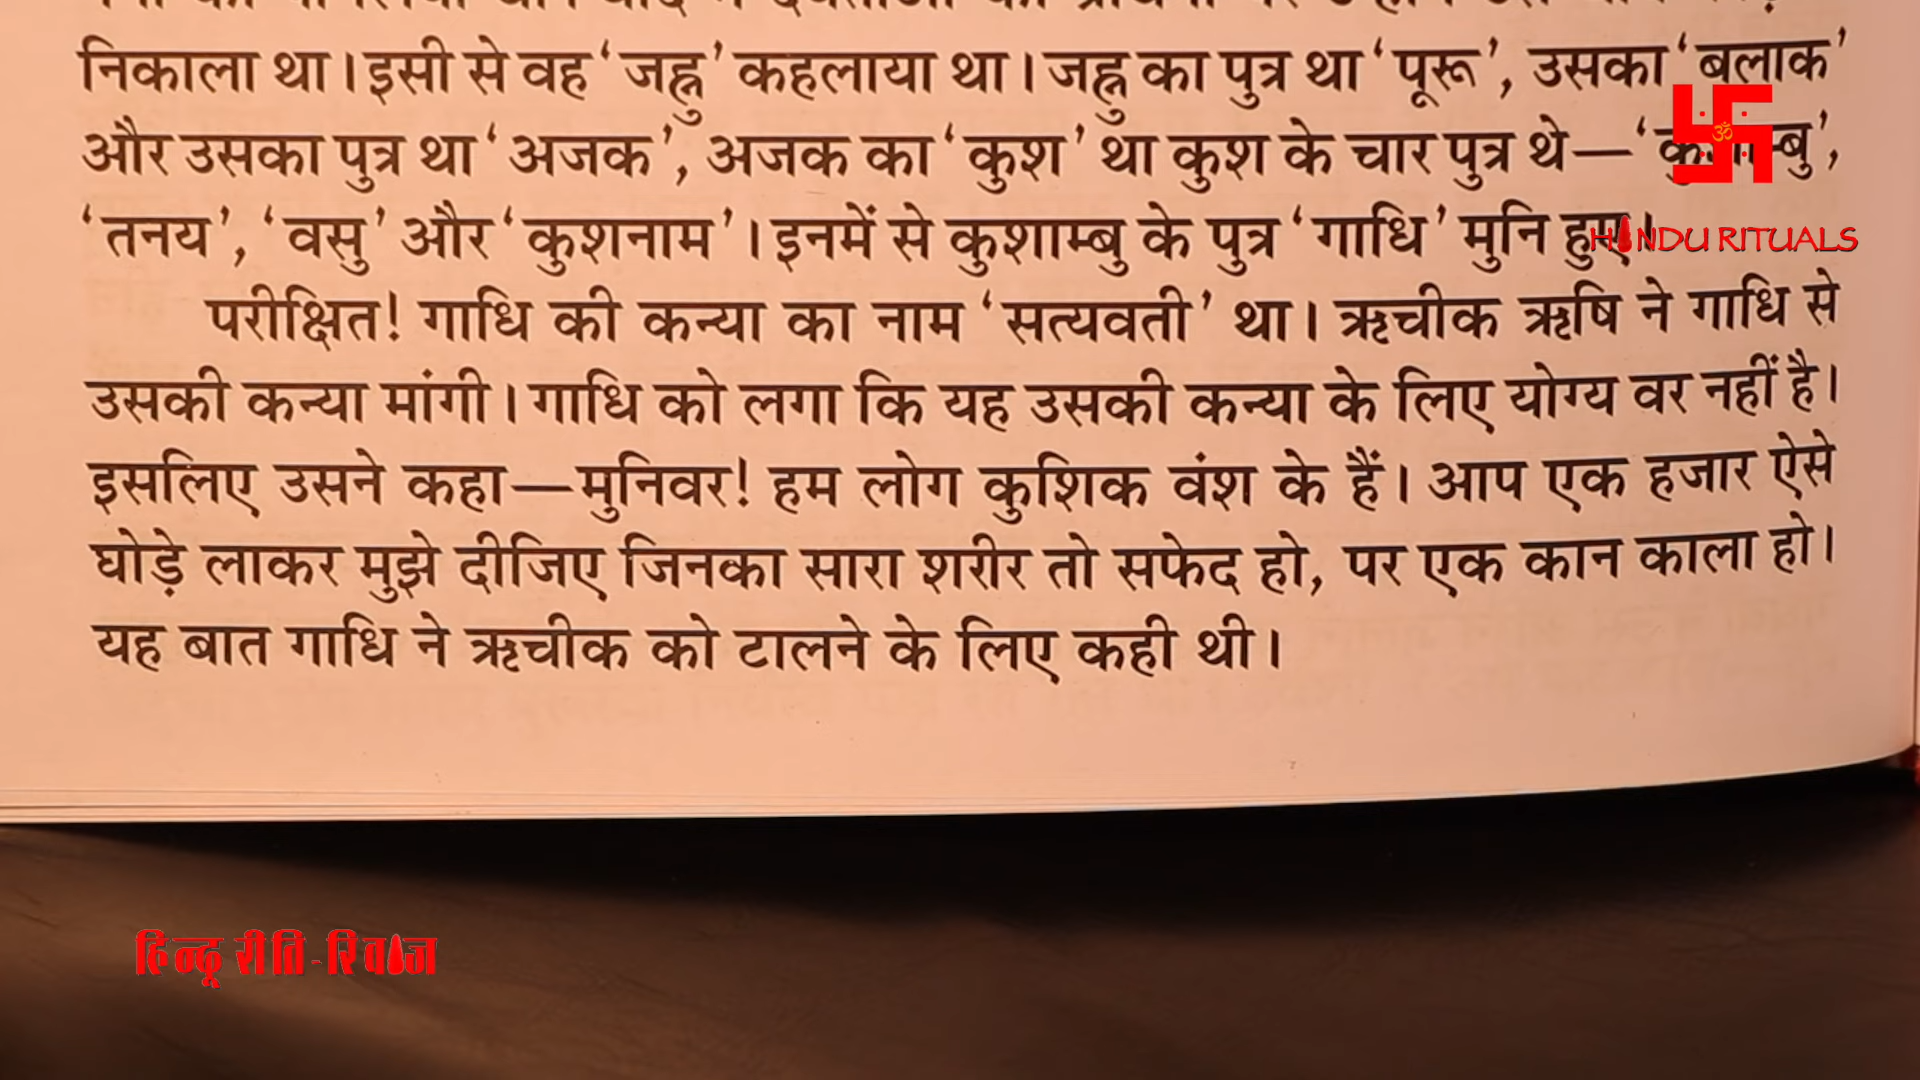 निकाला था। इसी से वह ‘जह्नु’ कहलाया था। जह्नु का पुत्र था ‘पूरू’, उसका ‘बलाक’
और उसका पुत्र था ‘अजक’, अजक का ‘कुश’ था कुश के चार पुत्र थे—
‘तनय’, ‘वसु’ और ‘कुशनाम’। इनमें से कुशाम्बु के पुत्र ‘गाधि’ मुनि हुए।
HINDU RITUALS
परीक्षित! गाधि की कन्या का नाम ‘सत्यवती’ था। ऋचीक ऋषि ने गाधि से
उसकी कन्या मांगी। गाधि को लगा कि यह उसकी कन्या के लिए योग्य वर नहीं है।
इसलिए उसने कहा—मुनिवर! हम लोग कुशिक वंश के हैं। आप एक हजार ऐसे
घोड़े लाकर मुझे दीजिए जिनका सारा शरीर तो सफेद हो, पर एक कान काला हो।
यह बात गाधि ने ऋचीक को टालने के लिए कही थी।
हिन्दू रीति-रिवाज